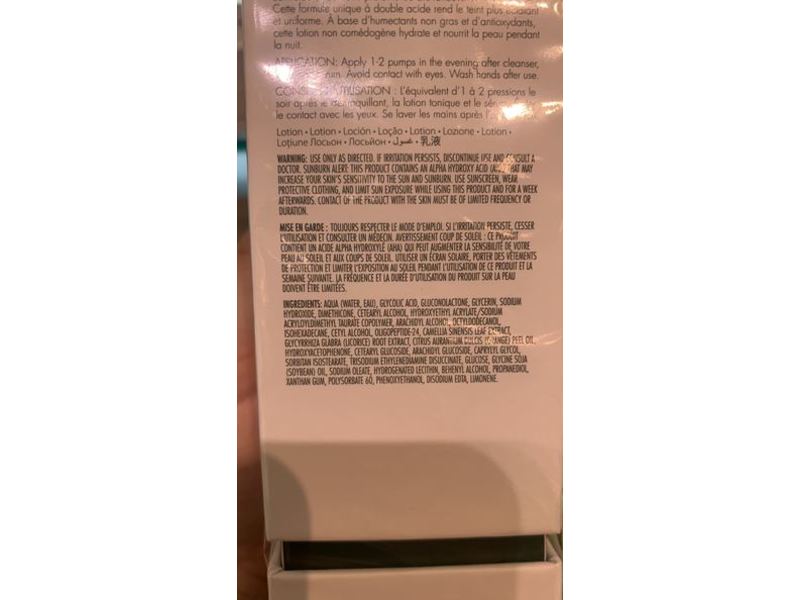 Cette formule unique à double acide rend le teint plus éclatant
et uniforme. À base d'humectants non gras et d'antioxydants,
cette lotion non comédogène hydrate et nourrit la peau pendant
la nuit.
APPLICATION: Apply 1-2 pumps in the evening after cleanser,
Avoid contact with eyes. Wash hands after use.
L'équivalent d'1 à 2 pressions le
soir après le démaquillant, la lotion tonique et le
le contact avec les yeux. Se laver les mains après
Lotion • Lotion • Loción • Loção • Lotion • Lozione • Lotion •
Loțiune Лосьон • Лосьйон • غسول • 乳液
WARNING: USE ONLY AS DIRECTED. IF IRRITATION PERSISTS, DISCONTINUE USE AND CONSULT A
DOCTOR. SUNBURN ALERT: THIS PRODUCT CONTAINS AN ALPHA HYDROXY ACID (AHA) THAT MAY
INCREASE YOUR SKIN'S SENSITIVITY TO THE SUN AND SUNBURN. USE SUNSCREEN, WEAR
PROTECTIVE CLOTHING, AND LIMIT SUN EXPOSURE WHILE USING THIS PRODUCT AND FOR A WEEK
AFTERWARDS. CONTACT OF THE PRODUCT WITH THE SKIN MUST BE OF LIMITED FREQUENCY OR
DURATION.
MISE EN GARDE : TOUJOURS RESPECTER LE MODE D'EMPLOI. SI L'IRRITATION PERSISTE, CESSER
L'UTILISATION ET CONSULTER UN MÉDECIN. AVERTISSEMENT COUP DE SOLEIL : CE PRODUIT
CONTIENT UN ACIDE ALPHA HYDROXYLÉ (AHA) QUI PEUT AUGMENTER LA SENSIBILITÉ DE VOTRE
PEAU AU SOLEIL ET AUX COUPS DE SOLEIL. UTILISER UN ÉCRAN SOLAIRE, PORTER DES VÊTEMENTS
DE PROTECTION ET LIMITER L'EXPOSITION AU SOLEIL PENDANT L'UTILISATION DE CE PRODUIT ET LA
SEMAINE SUIVANTE. LA FRÉQUENCE ET LA DURÉE D'UTILISATION DU PRODUIT SUR LA PEAU
DOIVENT ÊTRE LIMITÉES.
INGREDIENTS: AQUA (WATER, EAU), GLYCOLIC ACID, GLUCONOLACTONE, GLYCERIN, SODIUM
HYDROXIDE, DIMETHICONE, CETEARYL ALCOHOL, HYDROXYETHYL ACRYLATE/SODIUM
ACRYLOYLDIMETHYL TAURATE COPOLYMER, ARACHIDYL ALCOHOL, OCTYLDODECANOL,
ISOHEXADECANE, CETYL ALCOHOL, OLIGOPEPTIDE-24, CAMELLIA SINENSIS LEAF EXTRACT,
GLYCYRRHIZA GLABRA (LICORICE) ROOT EXTRACT, CITRUS AURANTIUM DULCIS (ORANGE) PEEL OIL,
HYDROXYACETOPHENONE, CETEARYL GLUCOSIDE, ARACHIDYL GLUCOSIDE, CAPRYLYL GLYCOL,
SORBITAN ISOSTEARATE, TRISODIUM ETHYLENEDIAMINE DISUCCINATE, GLUCOSE, GLYCINE SOJA
(SOYBEAN) OIL, SODIUM OLEATE, HYDROGENATED LECITHIN, BEHENYL ALCOHOL, PROPANEDIOL,
XANTHAN GUM, POLYSORBATE 60, PHENOXYETHANOL, DISODIUM EDTA, LIMONENE.